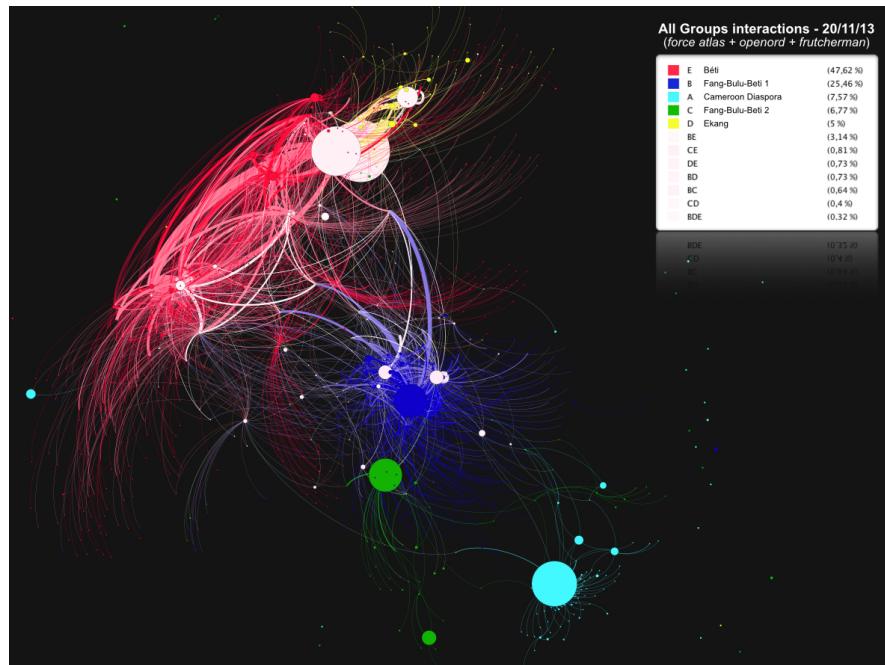 All Groups interactions - 20/11/13
(force atlas + openord + frutcherman)
E Béti (47,62 %)
B Fang-Bulu-Beti 1 (25,46 %)
A Cameroon Diaspora (7,57 %)
C Fang-Bulu-Beti 2 (6,77 %)
D Ekang (5 %)
BE (3,14 %)
CE (0,81 %)
DE (0,73 %)
BD (0,73 %)
BC (0,64 %)
CD (0,4 %)
BDE (0,32 %)